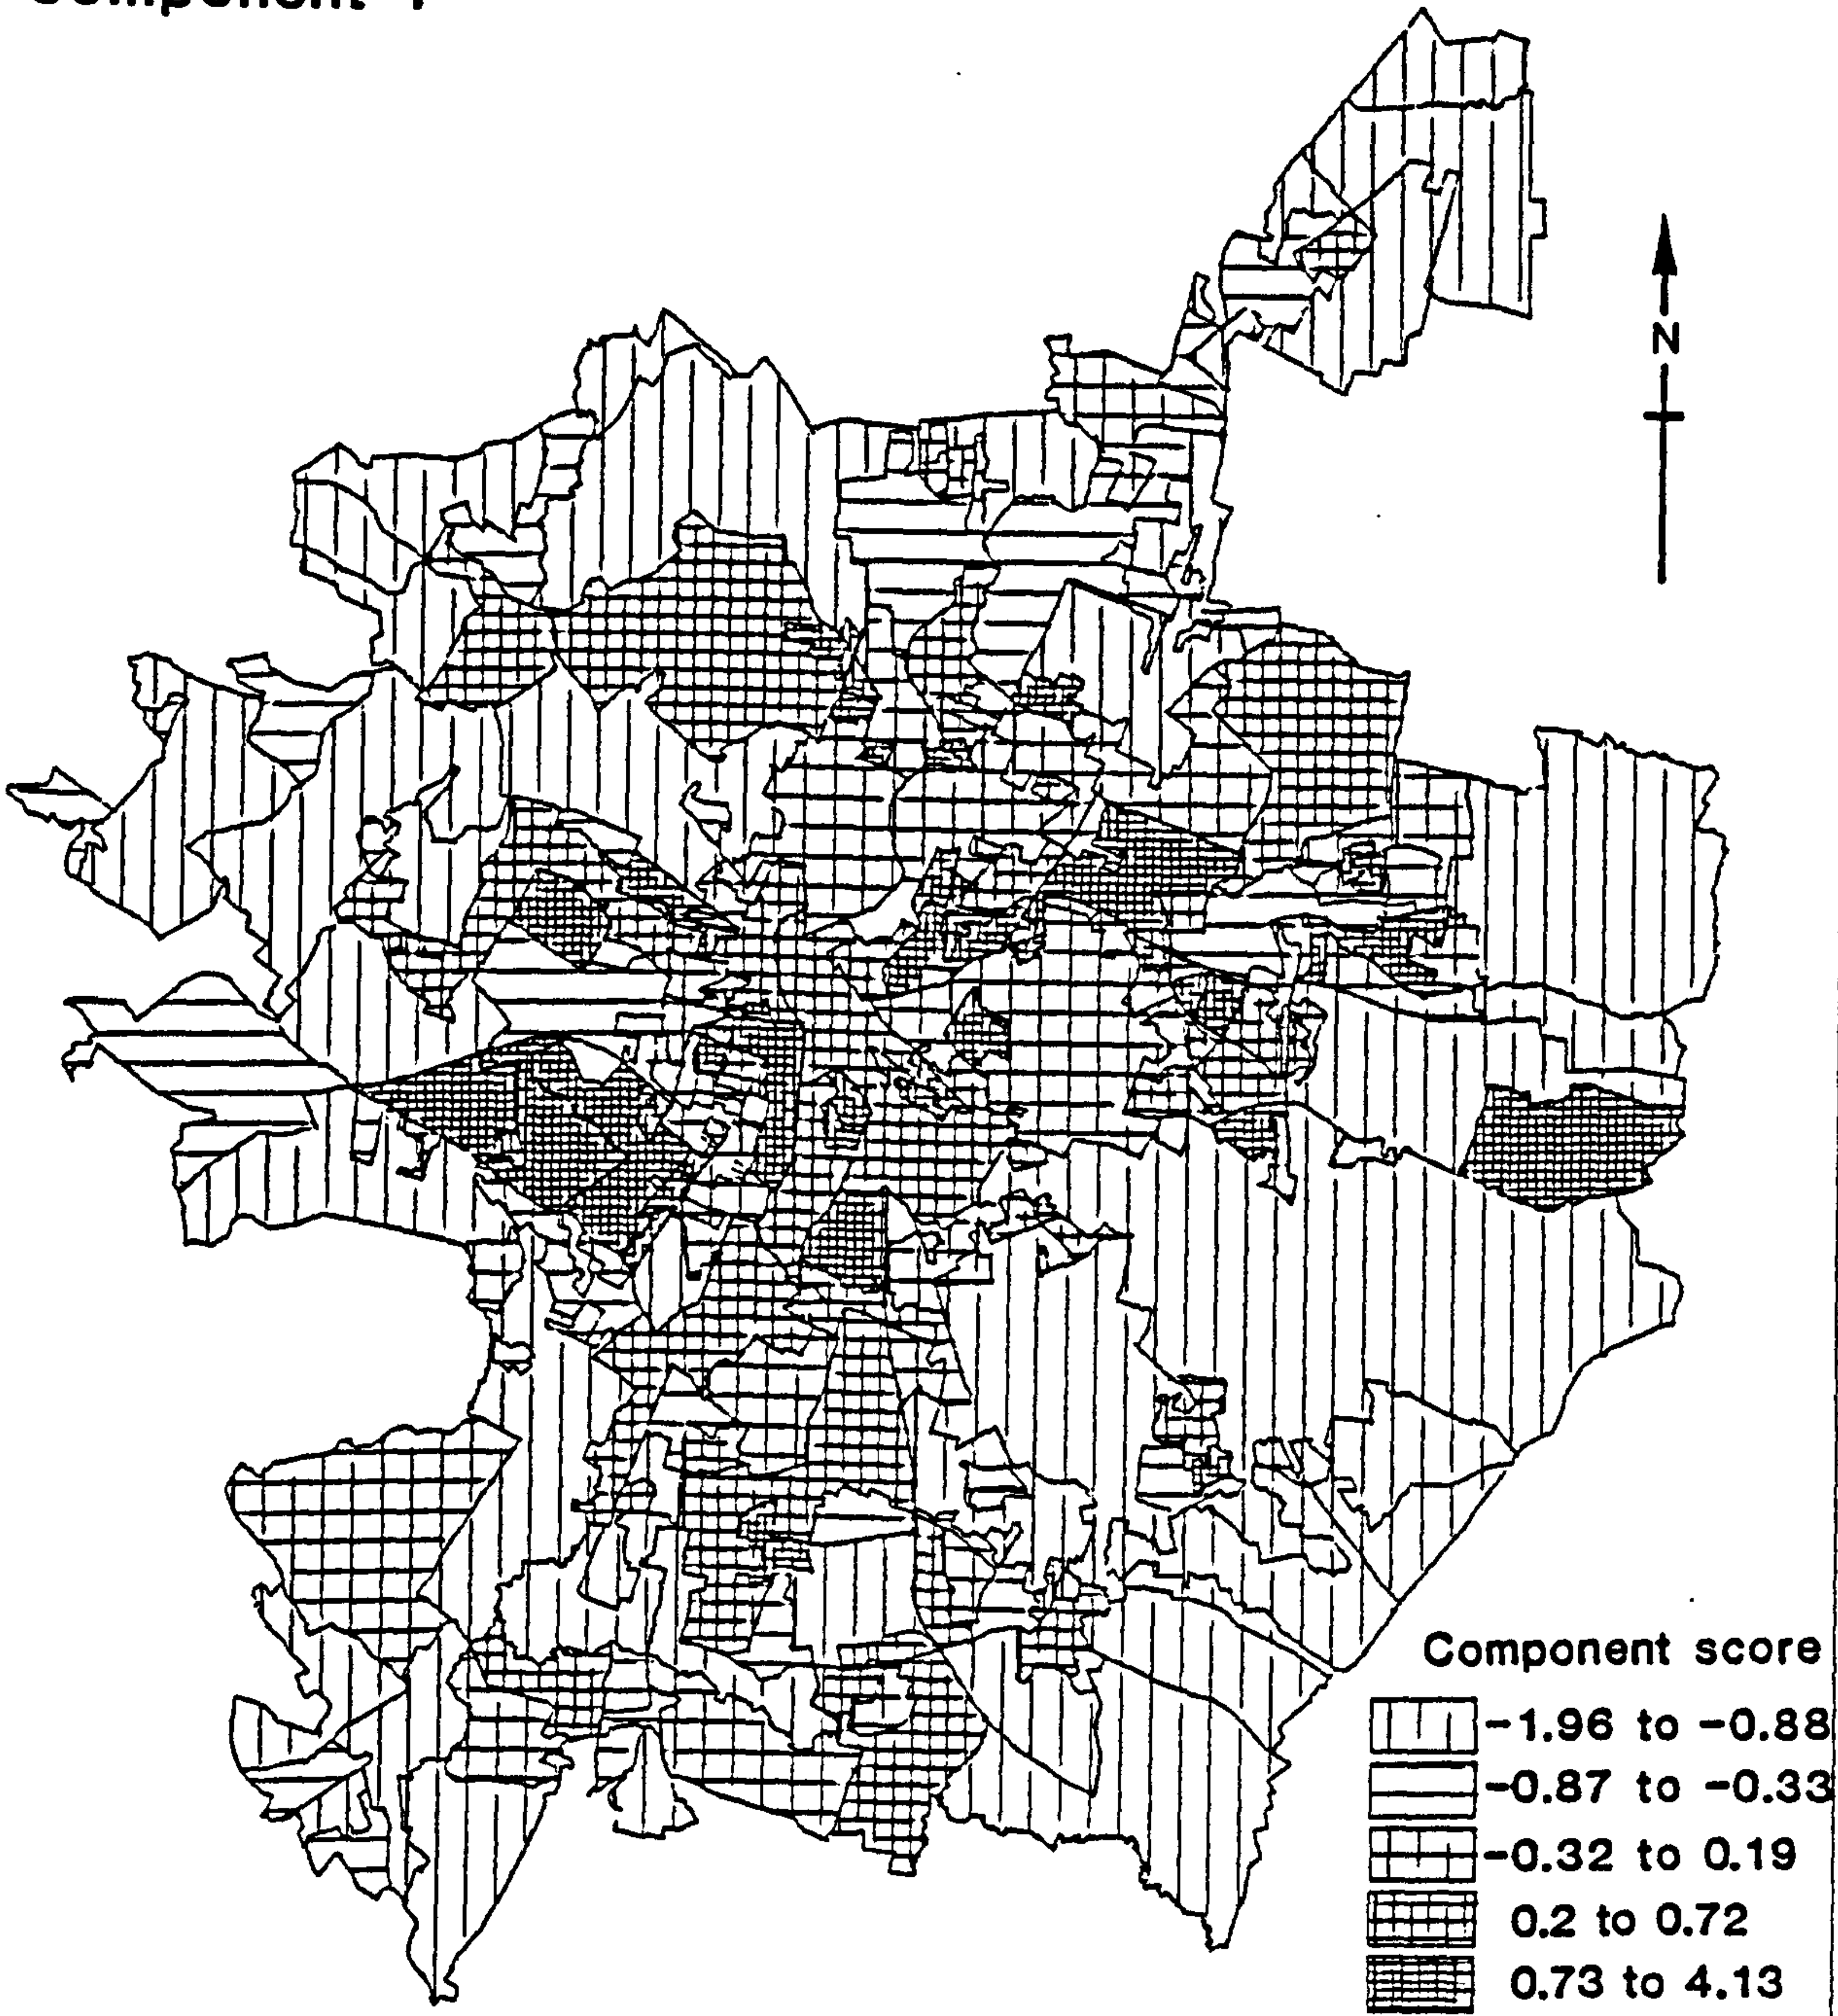 N
Component score
-1.96 to -0.88
-0.87 to -0.33
-0.32 to 0.19
0.2 to 0.72
0.73 to 4.13